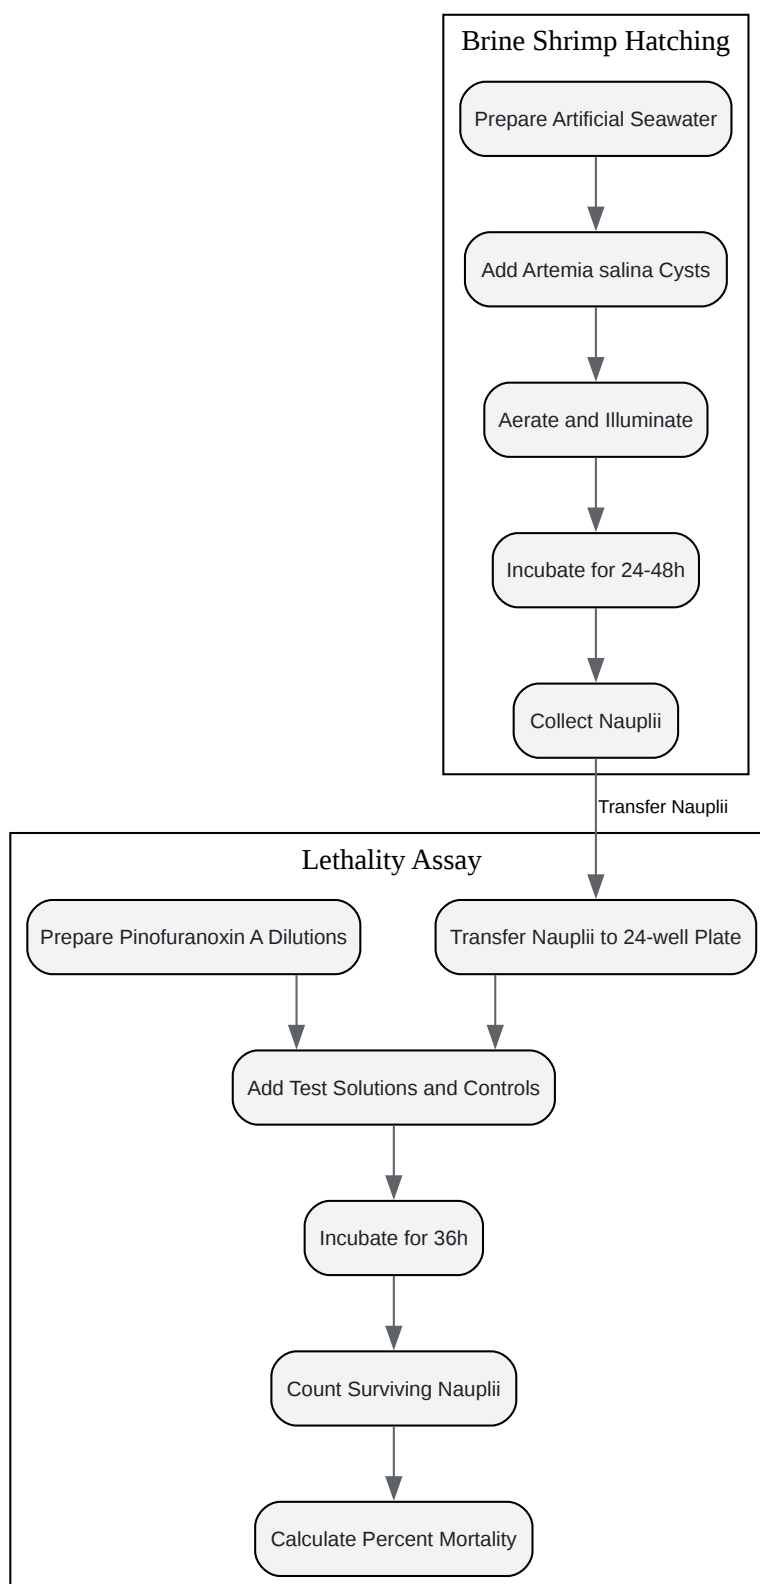 Brine Shrimp Hatching
Prepare Artificial Seawater
Add Artemia salina Cysts
Aerate and Illuminate
Incubate for 24-48h
Collect Nauplii
Transfer Nauplii
Lethality Assay
Prepare Pinofuranoxin A Dilutions
Transfer Nauplii to 24-well Plate
Add Test Solutions and Controls
Incubate for 36h
Count Surviving Nauplii
Calculate Percent Mortality